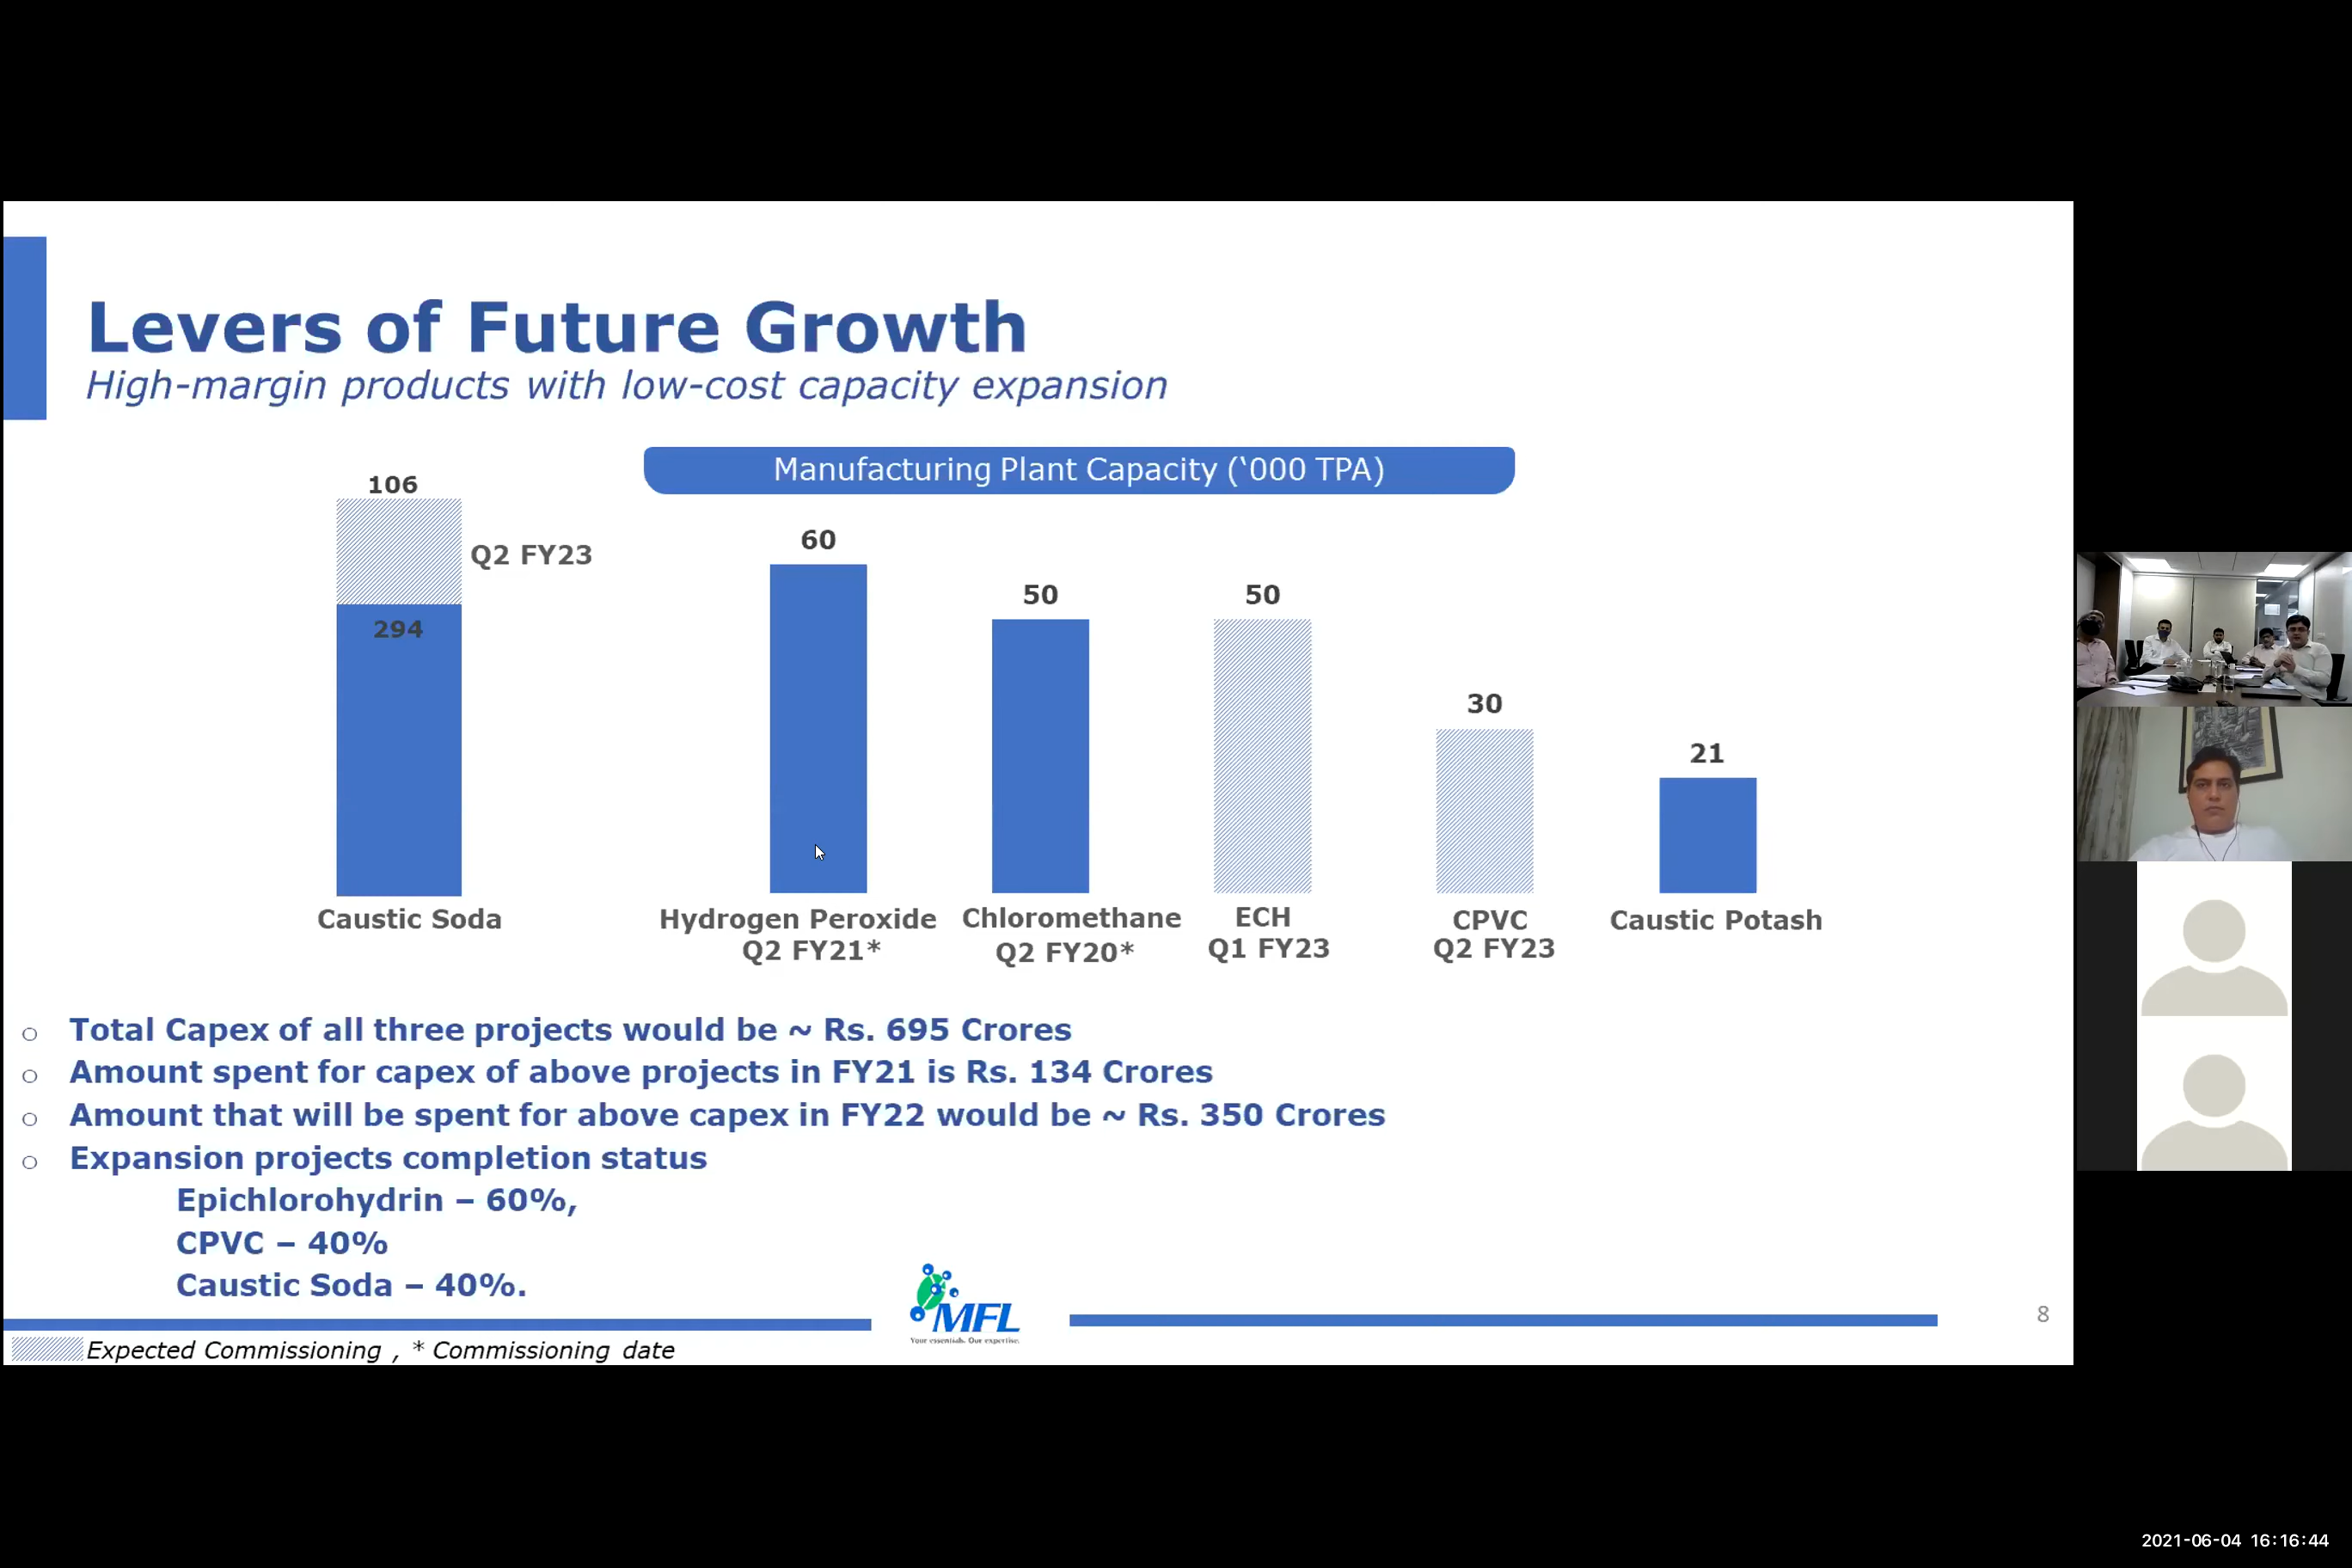 Levers of Future Growth
High-margin products with low-cost capacity expansion
Manufacturing Plant Capacity (‘000 TPA)
106
Q2 FY23
294
60
50
50
30
21
Caustic Soda
Hydrogen Peroxide
Q2 FY21*
Chloromethane
Q2 FY20*
ECH
Q1 FY23
CPVC
Q2 FY23
Caustic Potash
Total Capex of all three projects would be ~ Rs. 695 Crores
Amount spent for capex of above projects in FY21 is Rs. 134 Crores
Amount that will be spent for above capex in FY22 would be ~ Rs. 350 Crores
Expansion projects completion status
Epichlorohydrin – 60%,
CPVC – 40%
Caustic Soda – 40%.
MFL
Your essentials. Our expertise.
8
Expected Commissioning , * Commissioning date
2021-06-04 16:16:44